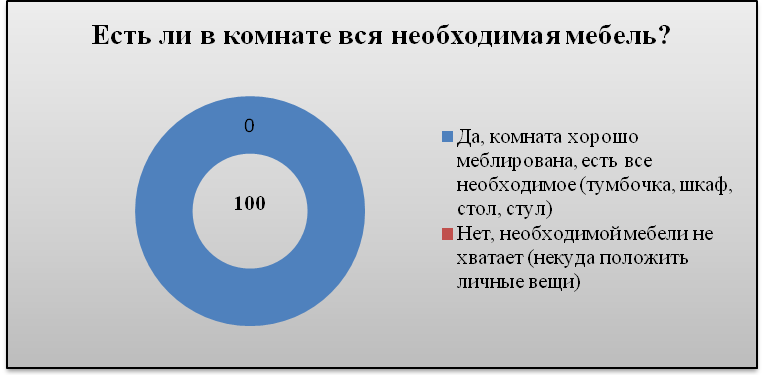 Есть ли в комнате вся необходимая мебель?
0
100
Да, комната хорошо
меблирована, есть все
необходимое (тумбочка, шкаф,
стол, стул)
Нет, необходимой мебели не
хватает (некуда положить
личные вещи)